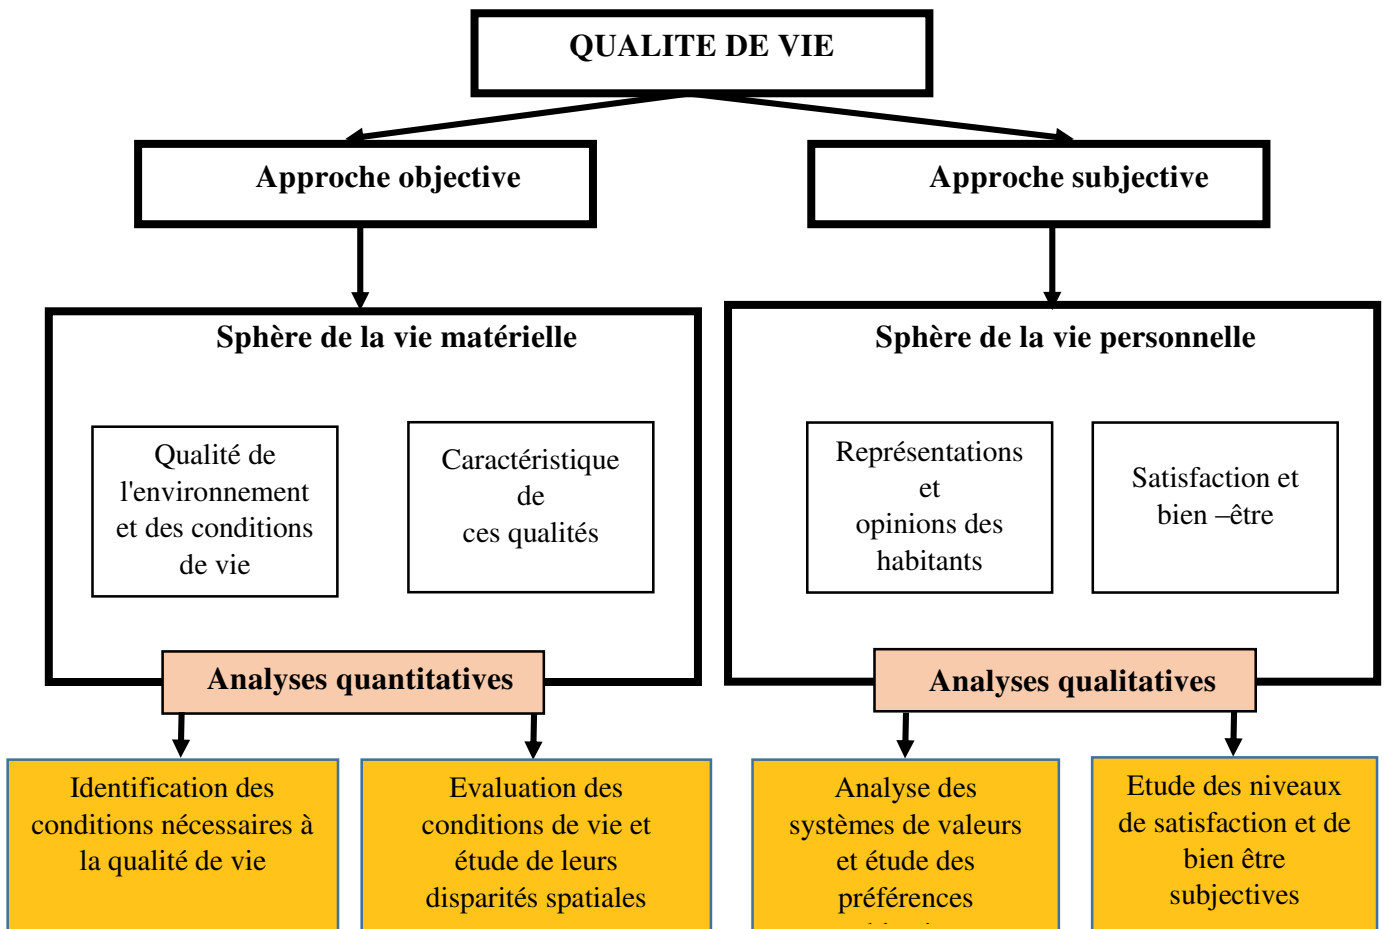 QUALITE DE VIE
Approche objective
Approche subjective
Sphère de la vie matérielle
Sphère de la vie personnelle
Qualité de
l'environnement
et des conditions
de vie
Caractéristique
de
ces qualités
Représentations
et
opinions des
habitants
Satisfaction et
bien –être
Analyses quantitatives
Analyses qualitatives
Identification des
conditions nécessaires à
la qualité de vie
Evaluation des
conditions de vie et
étude de leurs
disparités spatiales
Analyse des
systèmes de valeurs
et étude des
préférences
Etude des niveaux
de satisfaction et de
bien être
subjectives